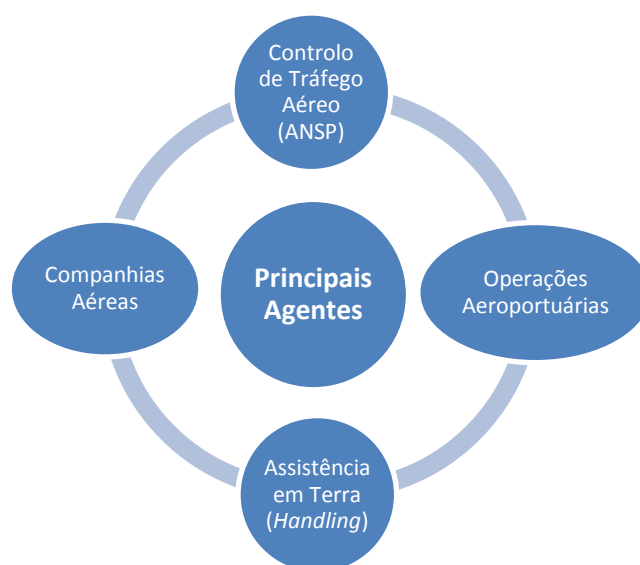 Controlo
de Tráfego
Aéreo
(ANSP)
Companhias
Aéreas
Principais
Agentes
Operações
Aeroportuárias
Assistência
em Terra
(Handling)